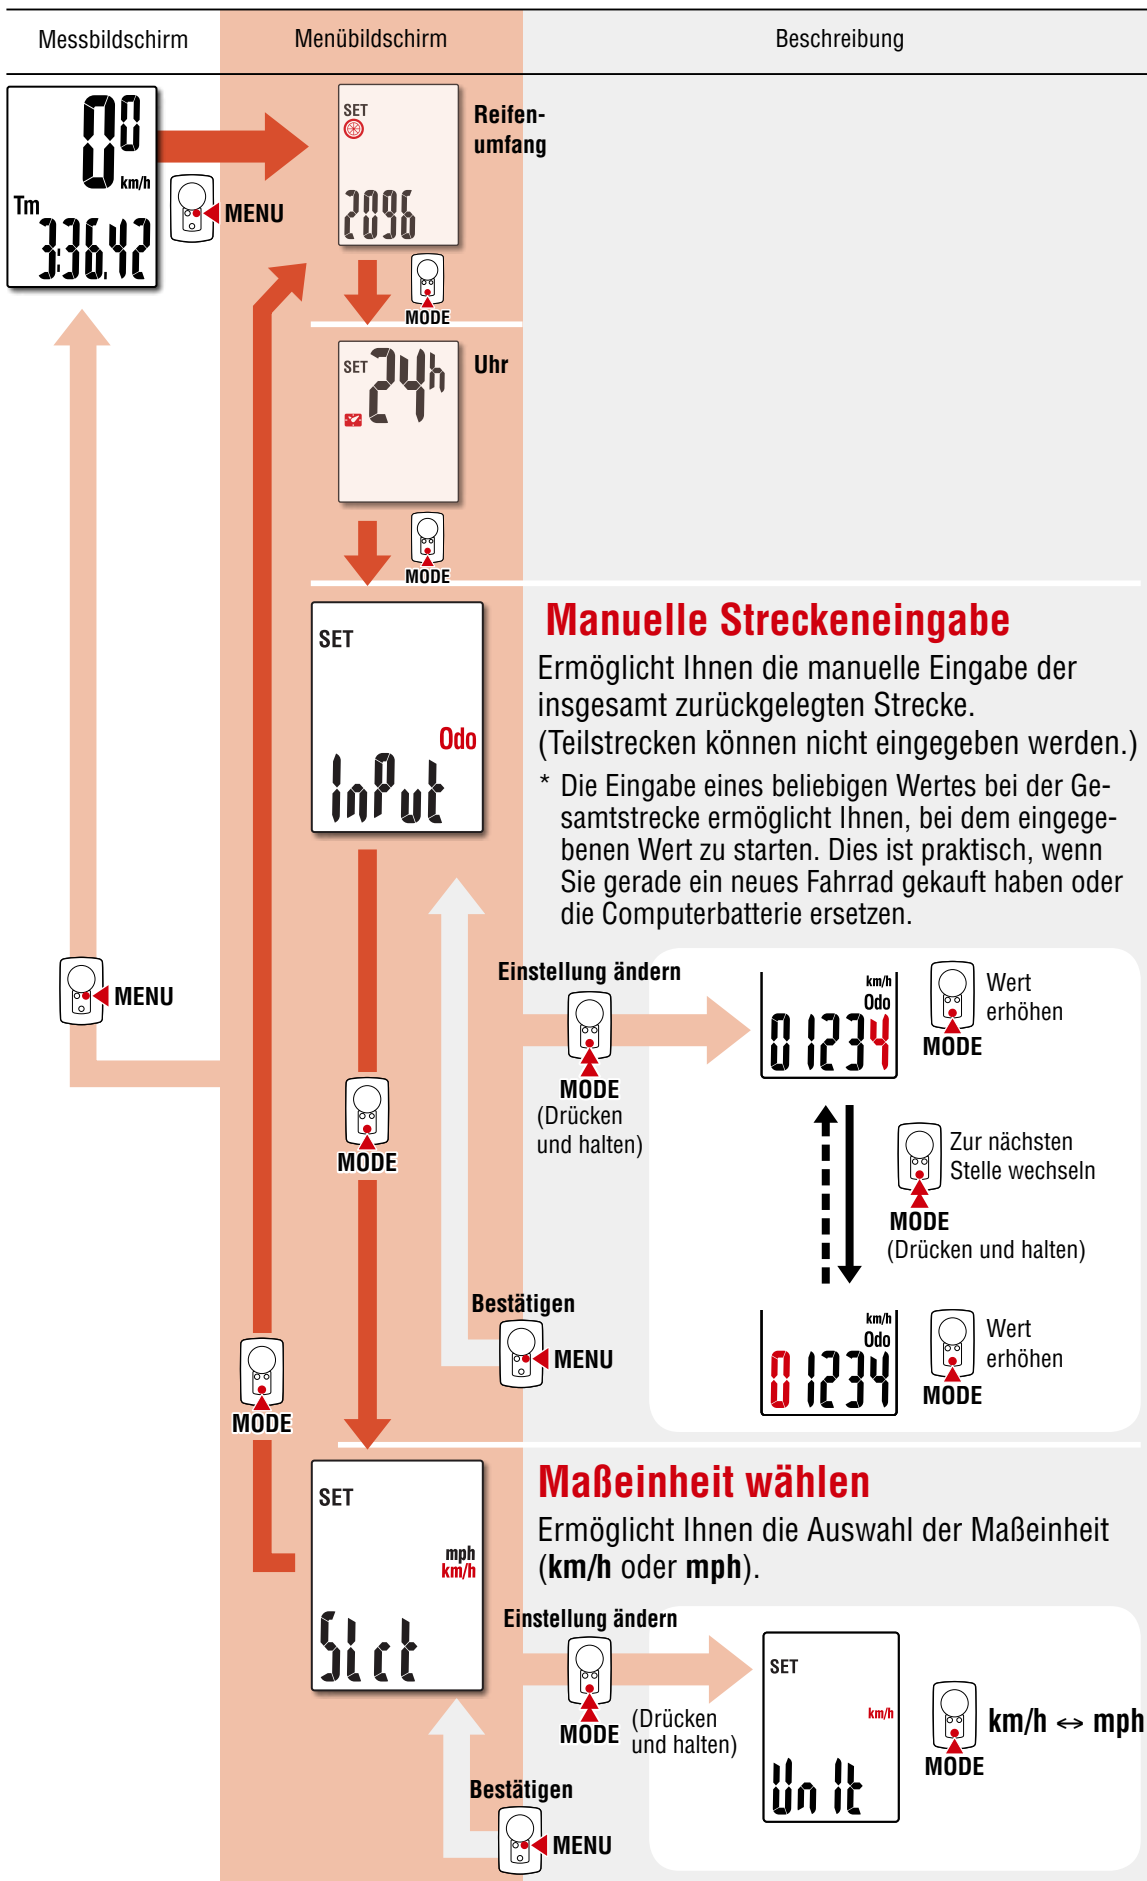 Messbildschirm
Menübildschirm
Beschreibung
0⁰
km/h
Tm
3:36.42
MENU
SET
2096
Reifen-
umfang
MODE
SET
24h
Uhr
MODE
SET
Odo
InPut
Manuelle Streckeneingabe
Ermöglicht Ihnen die manuelle Eingabe der
insgesamt zurückgelegten Strecke.
(Teilstrecken können nicht eingegeben werden.)
* Die Eingabe eines beliebigen Wertes bei der Ge-
samtstrecke ermöglicht Ihnen, bei dem eingege-
benen Wert zu starten. Dies ist praktisch, wenn
Sie gerade ein neues Fahrrad gekauft haben oder
die Computerbatterie ersetzen.
MENU
Einstellung ändern
MODE
(Drücken
und halten)
km/h
Odo
01234
MODE
Wert
erhöhen
MODE
Zur nächsten
Stelle wechseln
MODE
(Drücken und halten)
Bestätigen
MENU
km/h
Odo
01234
MODE
Wert
erhöhen
MODE
SET
mph
km/h
Slct
Maßeinheit wählen
Ermöglicht Ihnen die Auswahl der Maßeinheit
(km/h oder mph).
Einstellung ändern
MODE
(Drücken
und halten)
SET
km/h
UnIt
MODE
km/h ⇔ mph
Bestätigen
MENU